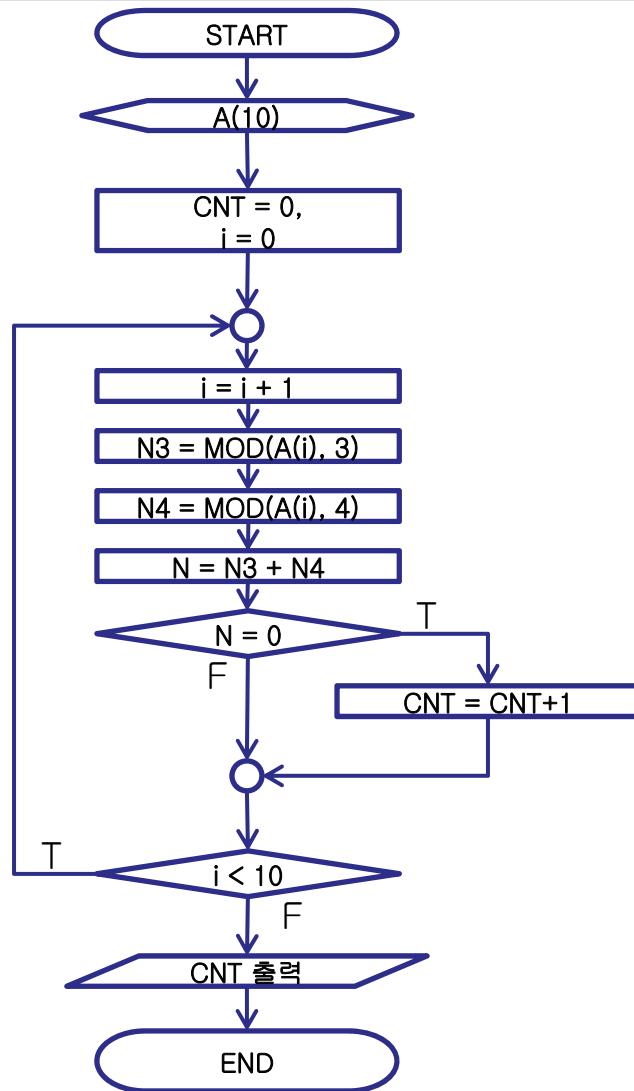 START
A(10)
CNT = 0,
i = 0
i = i + 1
N3 = MOD(A(i), 3)
N4 = MOD(A(i), 4)
N = N3 + N4
N = 0
T
F
CNT = CNT+1
T
i < 10
F
CNT 출력
END